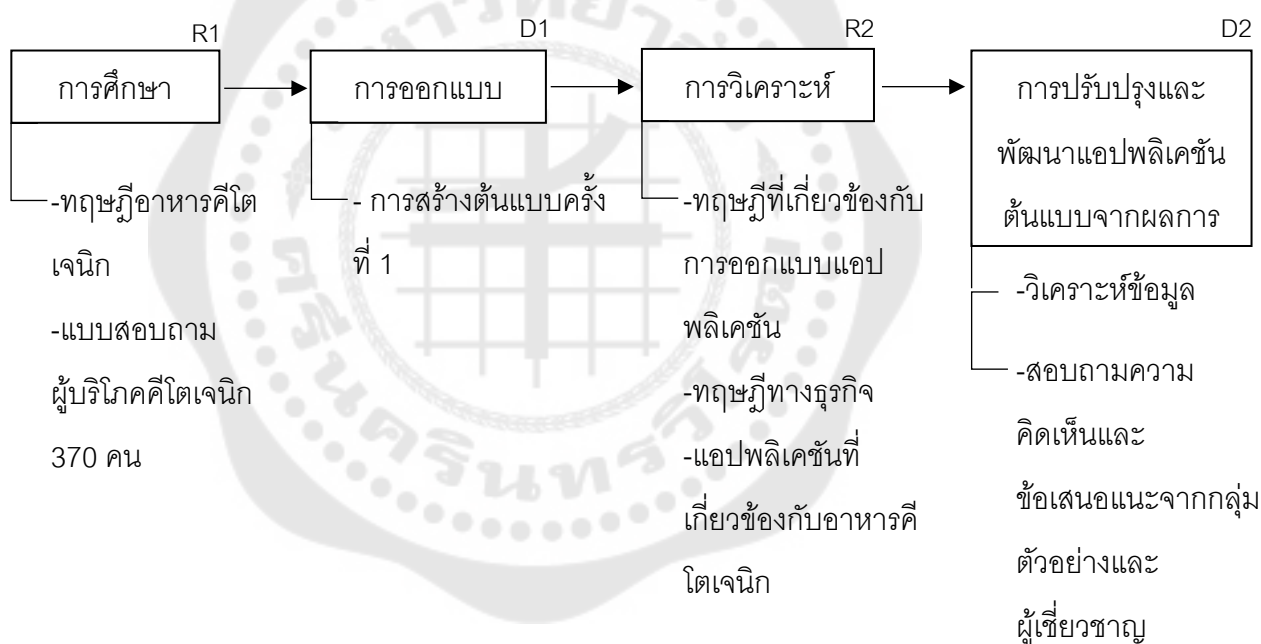 R1
การศึกษา
-ทฤษฎีอาหารคีโต
เจนิก
-แบบสอบถาม
ผู้บริโภคคีโตเจนิก
370 คน
D1
การออกแบบ
- การสร้างต้นแบบครั้ง
ที่ 1
R2
การวิเคราะห์
-ทฤษฎีที่เกี่ยวข้องกับ
การออกแบบแอป
พลิเคชัน
-ทฤษฎีทางธุรกิจ
-แอปพลิเคชันที่
เกี่ยวข้องกับอาหารคี
โตเจนิก
D2
การปรับปรุงและ
พัฒนาแอปพลิเคชัน
ต้นแบบจากผลการ
-วิเคราะห์ข้อมูล
-สอบถามความ
คิดเห็นและ
ข้อเสนอแนะจากกลุ่ม
ตัวอย่างและ
ผู้เชี่ยวชาญ